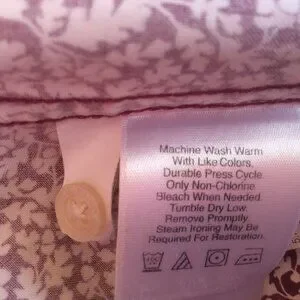 Machine Wash Warm
With Like Colors,
Durable Press Cycle.
Only Non-Chlorine
Bleach When Needed.
Tumble Dry Low.
Remove Promptly.
Steam Ironing May Be
Required For Restoration.